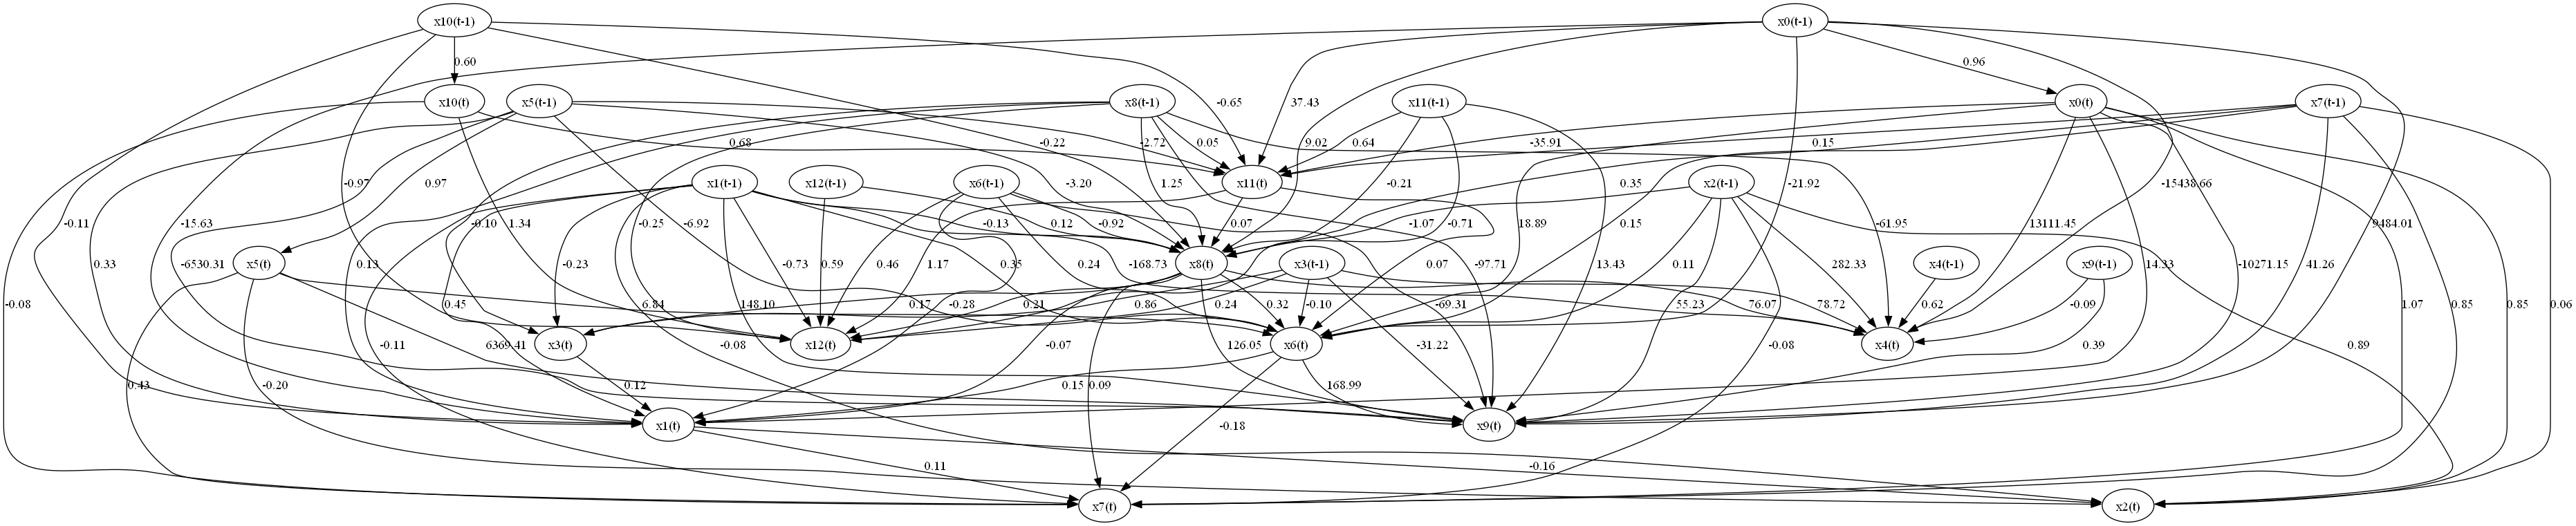 x10(t-1) x0(t-1)
0.60 0.96
x10(t) x5(t-1) x8(t-1) x11(t-1) x0(t) x7(t-1)
-0.65 37.43
0.68 -0.22 -2.72 0.05 9.02 0.64 -35.91 0.15
-0.97 0.97 x1(t-1) x12(t-1) x6(t-1) -3.20 1.25 x11(t) -0.21 0.35 x2(t-1) -21.92 -15438.66
-0.11 -15.63 1.34 -0.10 -0.25 -6.92 -0.13 0.12 -0.92 0.07 -1.07 -0.71 18.89 0.15 -61.95 13111.45 9484.01
0.33 -6530.31 x5(t) -0.23 -0.73 0.59 0.46 1.17 0.35 0.24 -168.73 x8(t) x3(t-1) -97.71 13.43 0.07 0.11 282.33 x4(t-1) x9(t-1) 14.33 -10271.15 41.26
-0.08 0.13 0.45 6.84 148.10 0.17 -0.28 0.21 0.86 0.24 0.32 -0.10 -69.31 55.23 76.07 78.72 0.62 -0.09 1.07 0.85 0.85 0.06
6369.41 x3(t) x12(t) 126.05 x6(t) x4(t)
-0.11 -0.08 -0.07 -31.22 -0.08 0.39 0.89
0.43 -0.20 0.12 0.15 0.09 168.99
x1(t) -0.18 x9(t)
0.11 -0.16
x7(t) x2(t)